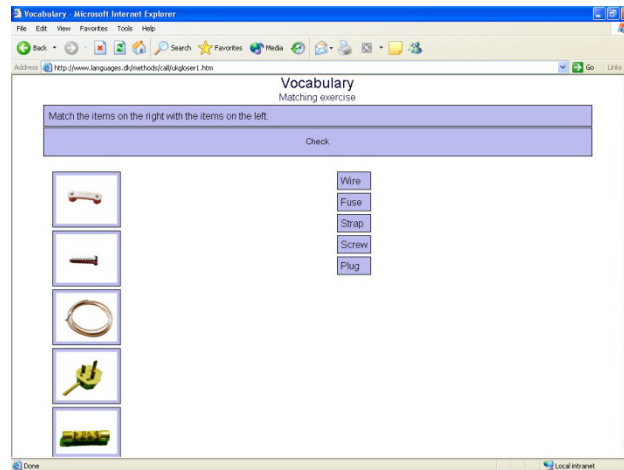 Vocabulary - Microsoft Internet Explorer
File Edit View Favorites Tools Help
Back Search Favorites Media
Address http://www.languages.dk/methods/call/ukgloser1.htm Go Links
Vocabulary
Matching exercise
Match the items on the right with the items on the left.
Check
Wire
Fuse
Strap
Screw
Plug
Done Local intranet